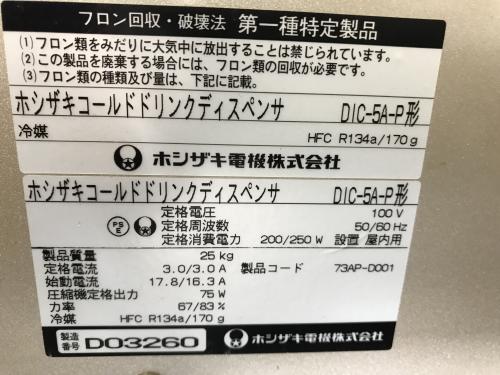 フロン回収・破壊法 第一種特定製品
(1)フロン類をみだりに大気中に放出することは禁じられています。
(2)この製品を廃棄する場合には、フロン類の回収が必要です。
(3)フロン類の種類及び量は、下記に記載。
ホシザキコールドドリンクディスペンサ DIC-5A-P形
冷媒 HFC R134a/170g
ホシザキ電機株式会社
ホシザキコールドドリンクディスペンサ DIC-5A-P形
定格電圧 100V
PS
E
定格周波数 50/60Hz
定格消費電力 200/250W 設置 屋内用
製品質量 25kg
定格電流 3.0/3.0A 製品コード 73AP-D001
始動電流 17.8/16.3A
圧縮機定格出力 75W
力率 67/83%
冷媒 HFC R134a/170g
製造番号 D03260 ホシザキ電機株式会社